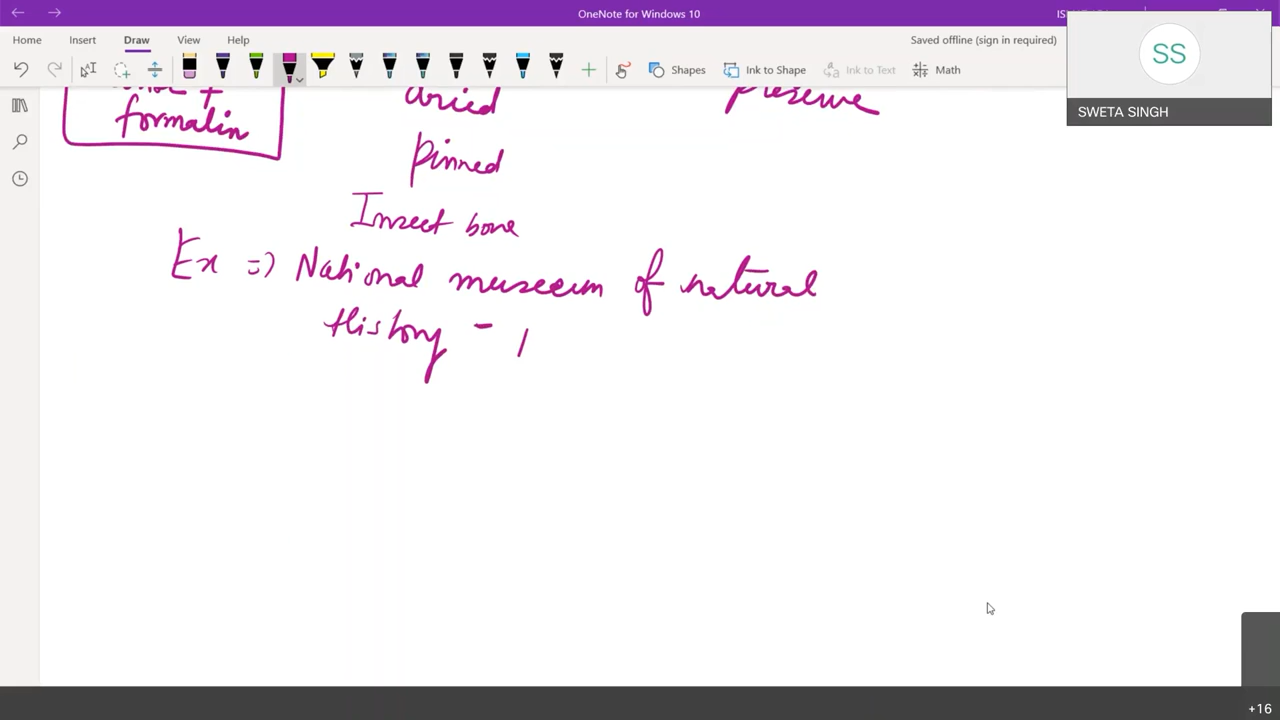 OneNote for Windows 10
Home Insert Draw View Help
Saved offline (sign in required)
Shapes Ink to Shape Ink to Text Math
SS
SWETA SINGH
formalin
dried
preserve
pinned
Insect bone
Ex => National museum of natural
History -
+16